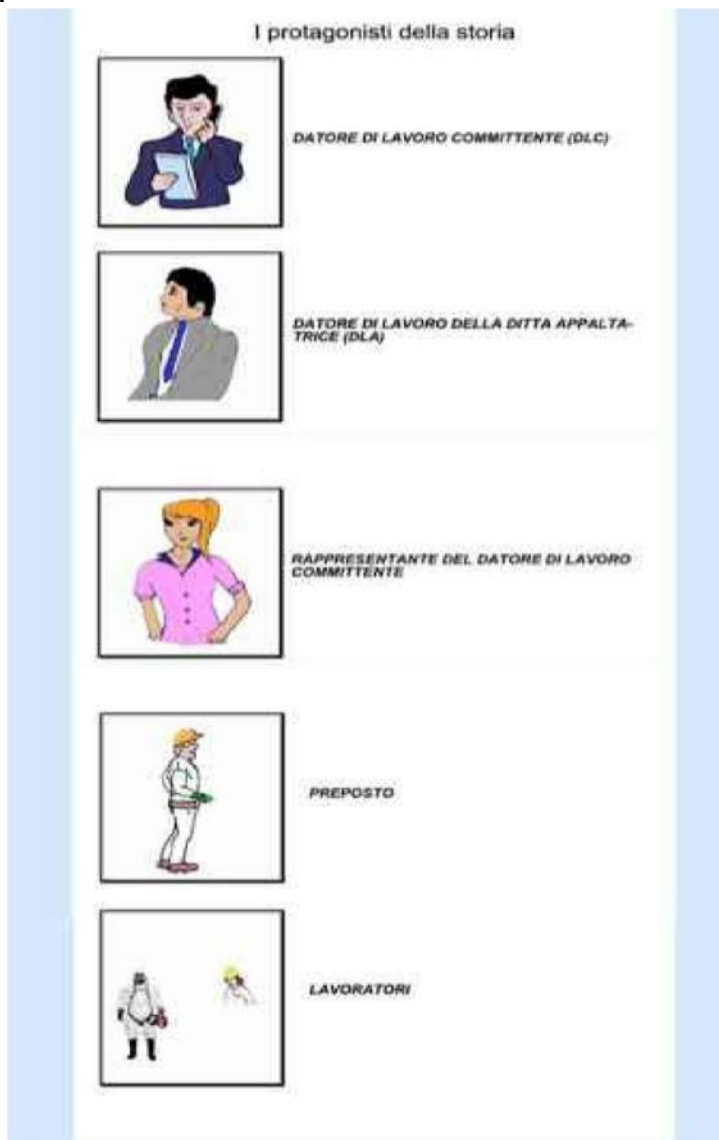 I protagonisti della storia
DATORE DI LAVORO COMMITTENTE (DLC)
DATORE DI LAVORO DELLA DITTA APPALTA-
TRICE (DLA)
RAPPRESENTANTE DEL DATORE DI LAVORO
COMMITTENTE
PREPOSTO
LAVORATORI